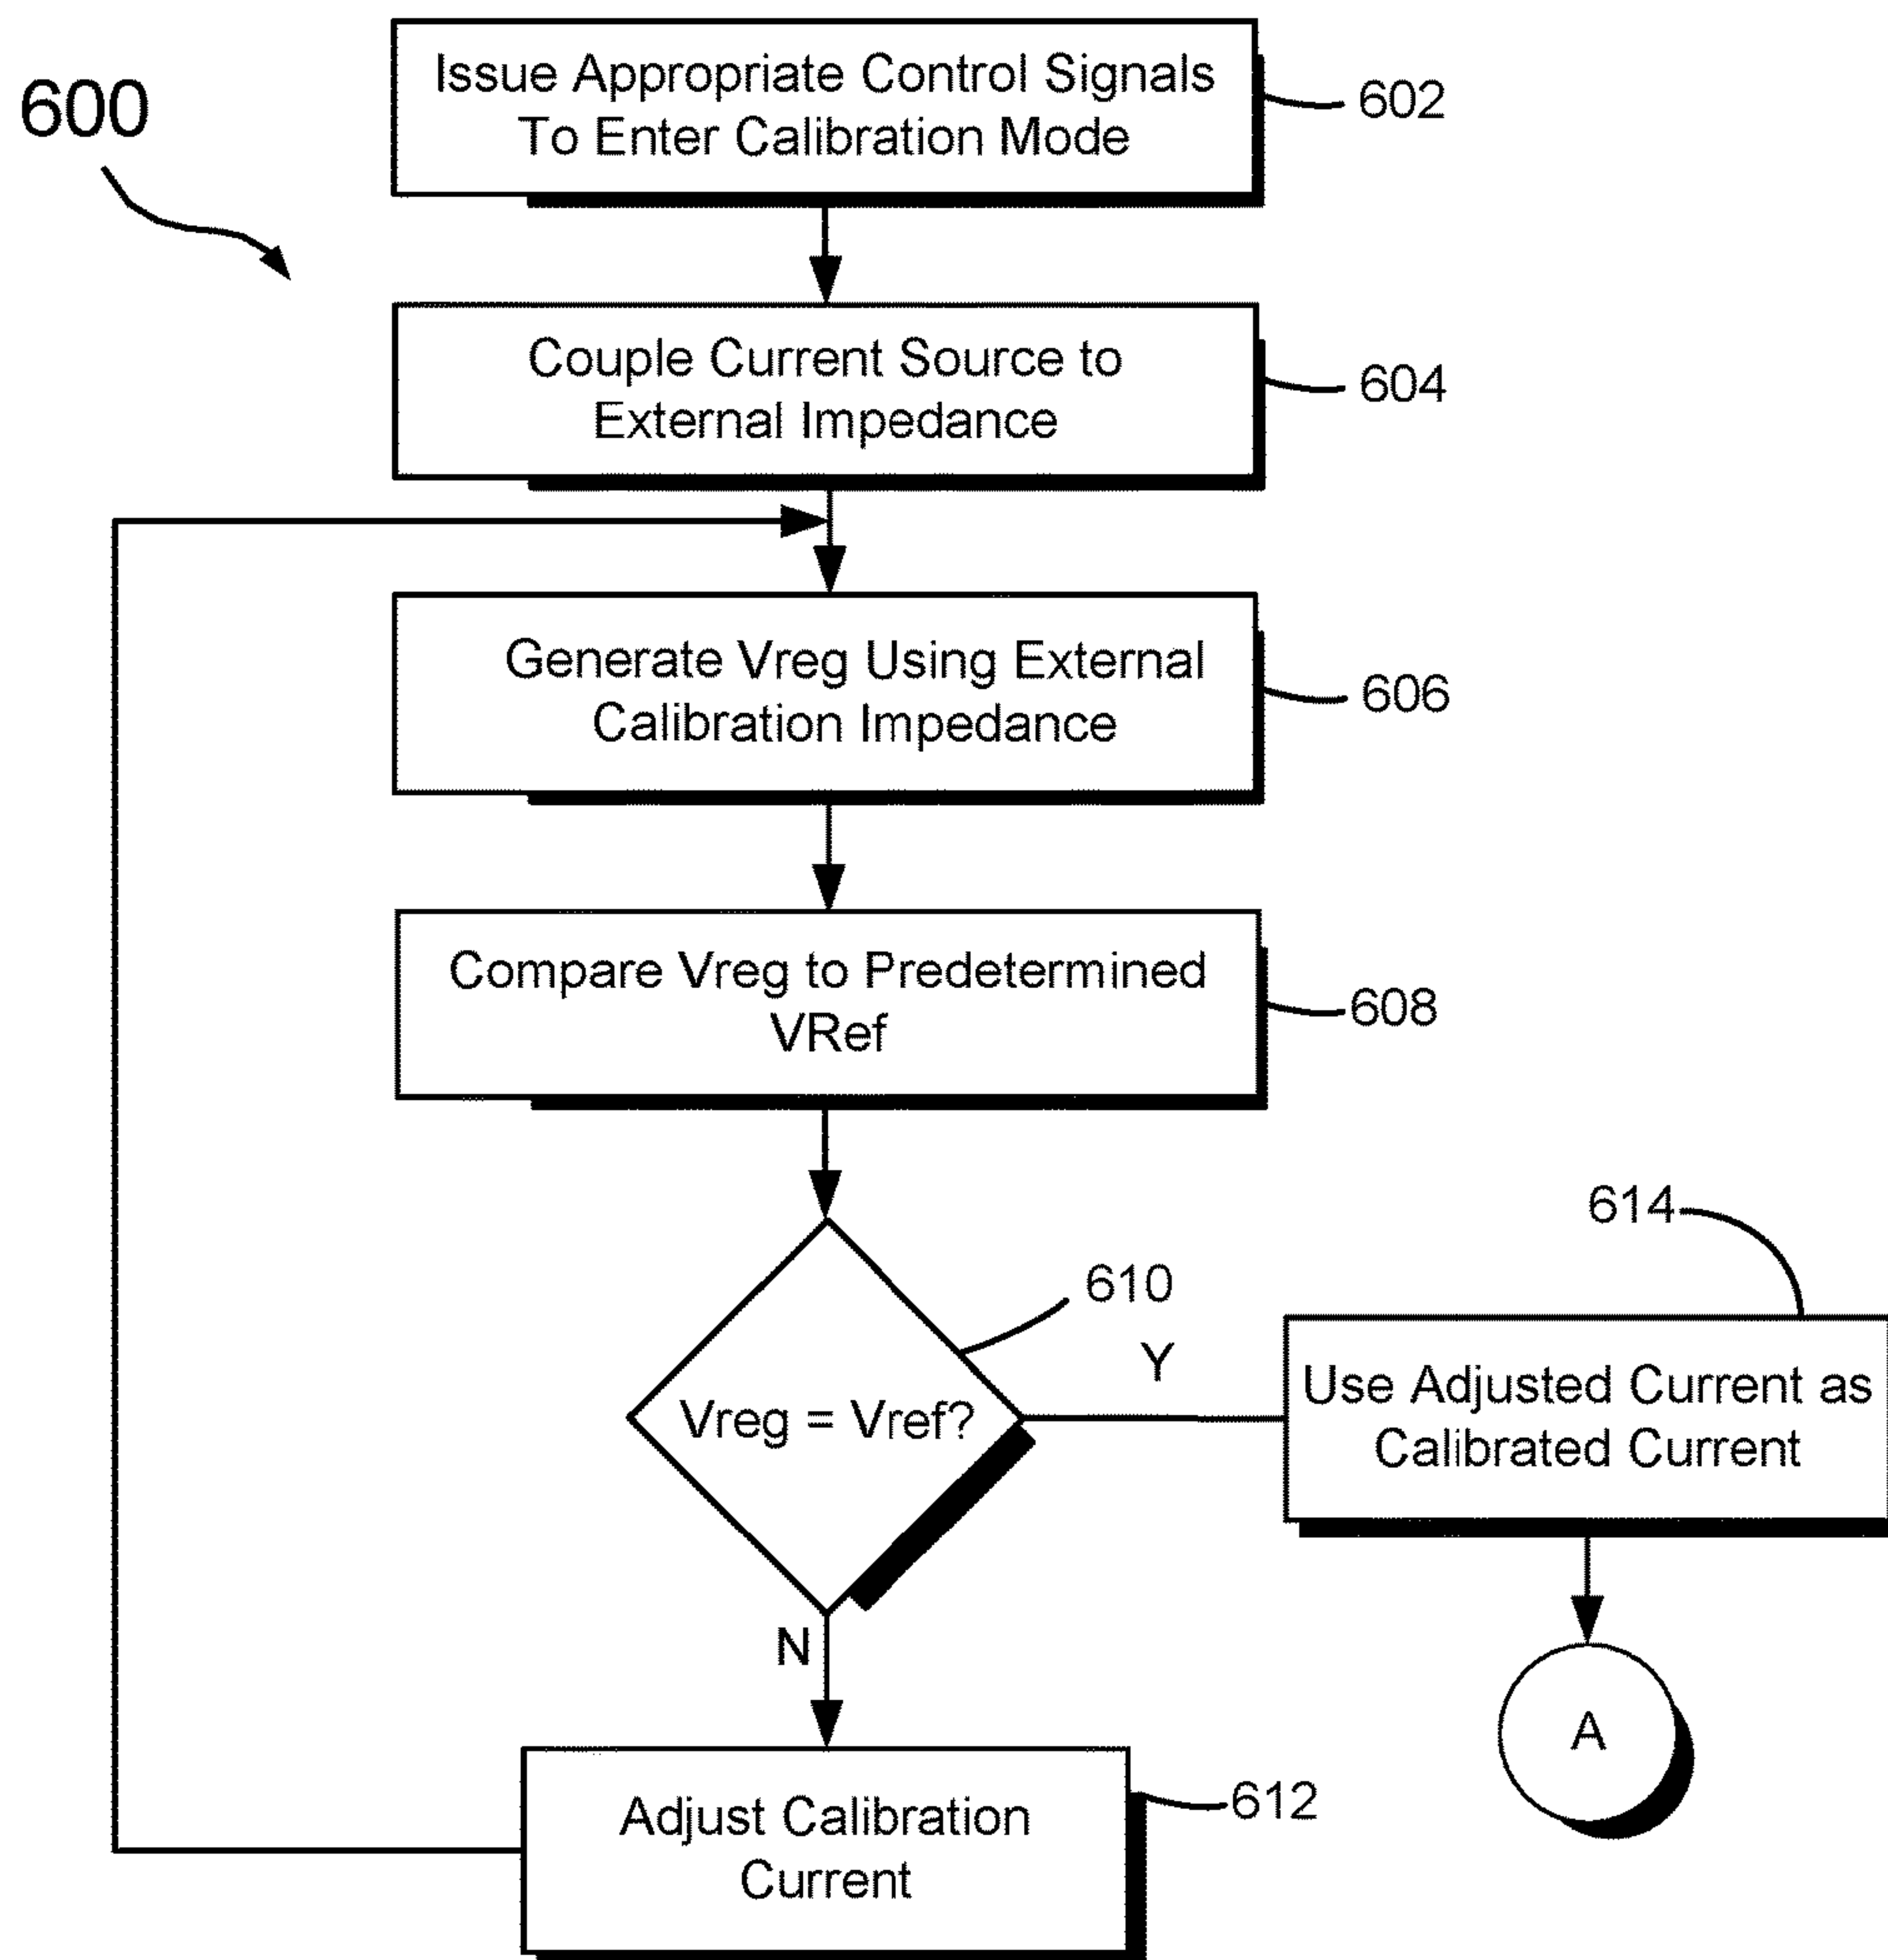 600
Issue Appropriate Control Signals
To Enter Calibration Mode
602
Couple Current Source to
External Impedance
604
Generate Vreg Using External
Calibration Impedance
606
Compare Vreg to Predetermined
VRef
608
610
Vreg = Vref?
Y
614
Use Adjusted Current as
Calibrated Current
A
N
Adjust Calibration
Current
612